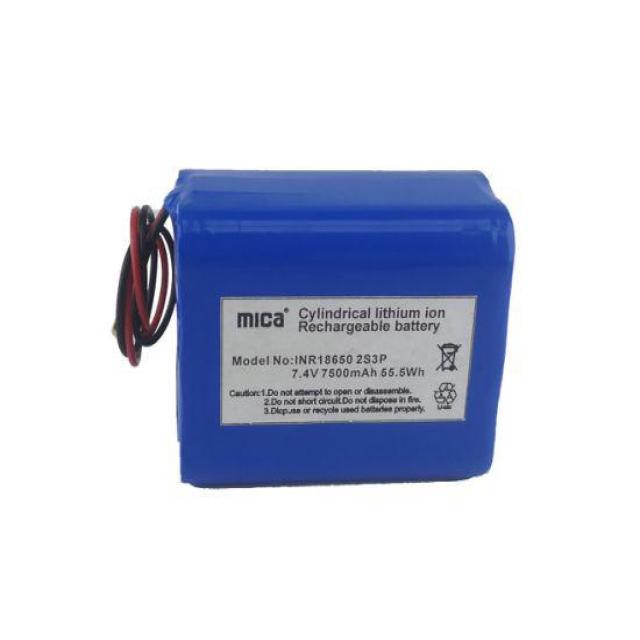 mica®
Cylindrical lithium ion
Rechargeable battery
Model No:INR18650 2S3P
7.4V 7500mAh 55.5Wh
Caution:1.Do not attempt to open or disassemble.
2.Do not short circuit.Do not dispose in fire.
3.Dispose or recycle used batteries properly.
Li-ion